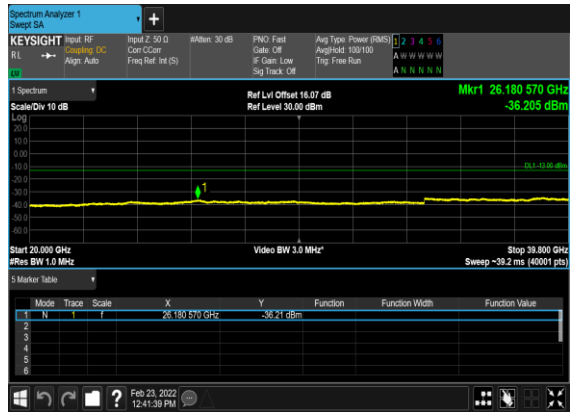 Spectrum Analyzer 1
Swept SA
+
KEYSIGHT Input: RF Input Z: 50 Ω #Atten: 30 dB PNO: Fast Avg Type: Power (RMS) 1 2 3 4 5 6
RL Coupling: DC Corr CCorr Gate: Off Avg|Hold: 100/100 A W W W W W
Align: Auto Freq Ref: Int (S) IF Gain: Low Trig: Free Run
Sig Track: Off A N N N N N
LW
1 Spectrum Ref Lvl Offset 16.07 dB Mkr1 26.180 570 GHz
Scale/Div 10 dB Ref Level 30.00 dBm -36.205 dBm
Log
20.0
10.0
0.00
-10.0 DL1 -13.00 dBm
-20.0
-30.0 1
-40.0
-50.0
-60.0
Start 20.000 GHz Video BW 3.0 MHz* Stop 39.800 GHz
#Res BW 1.0 MHz Sweep ~39.2 ms (40001 pts)
5 Marker Table
Mode Trace Scale X Y Function Function Width Function Value
1 N 1 f 26.180 570 GHz -36.21 dBm
2
3
4
5
6
? Feb 23, 2022
12:41:39 PM